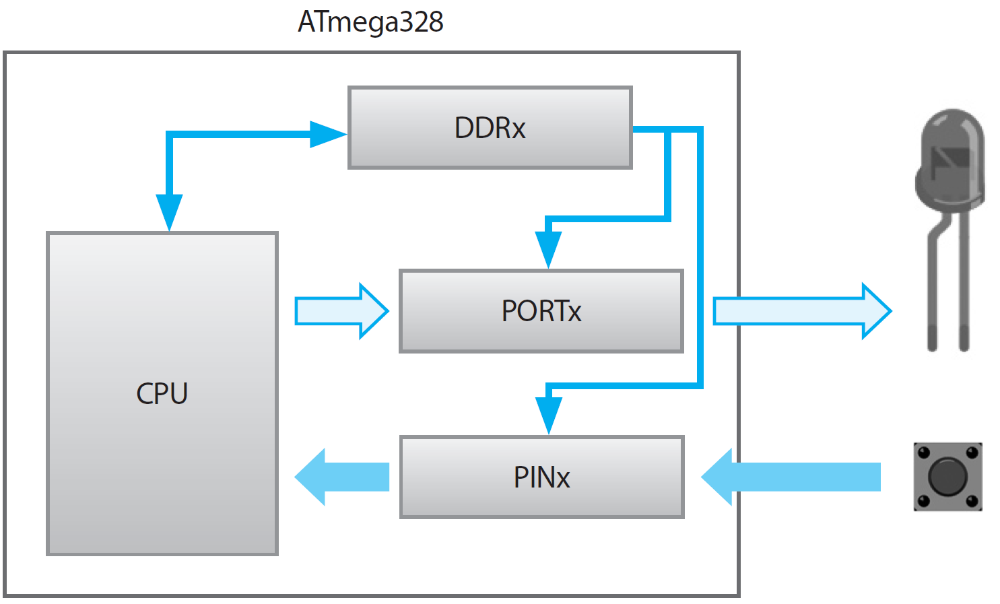 ATmega328
DDRx
PORTx
CPU
PINx